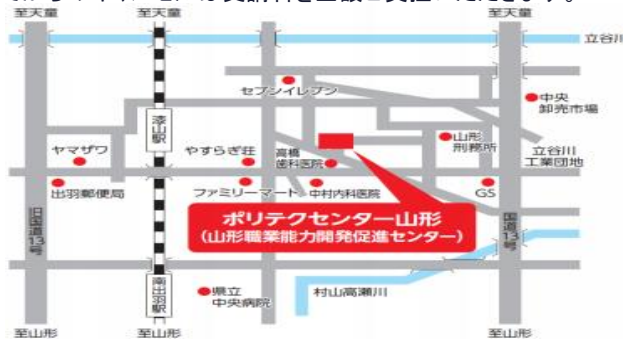 至天童
至天童
至天童
立谷川
セブンイレブン
中央
卸売市場
漆山駅
ヤマザワ
やすらぎ荘
高橋
歯科医院
山形
刑務所
立谷川
工業団地
出羽郵便局
ファミリーマート
中村内科医院
GS
ポリテクセンター山形
(山形職業能力開発促進センター)
旧国道13号
国道13号
南出羽駅
県立
中央病院
村山高瀬川
至山形
至山形
至山形